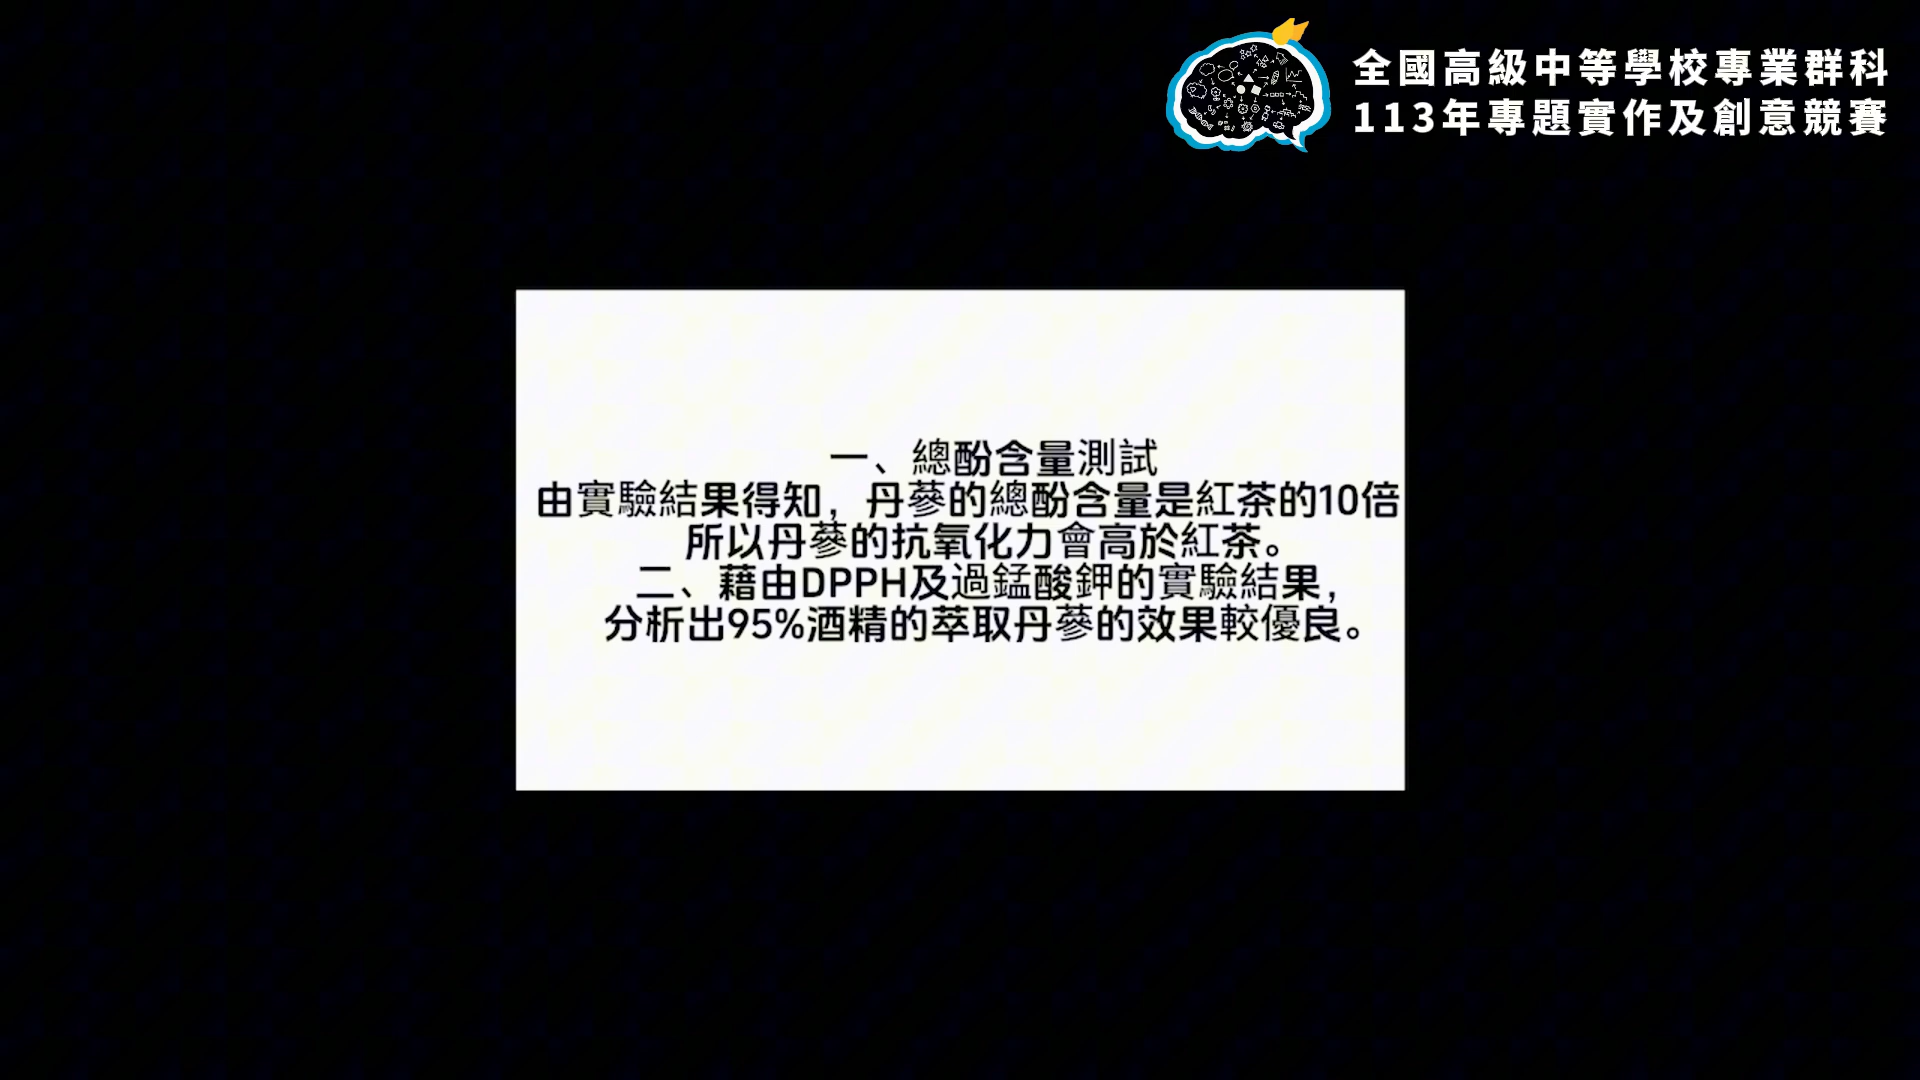 全國高級中等學校專業群科
113年專題實作及創意競賽
一、總酚含量測試
由實驗結果得知，丹蔘的總酚含量是紅茶的10倍
所以丹蔘的抗氧化力會高於紅茶。
二、藉由DPPH及過錳酸鉀的實驗結果，
分析出95%酒精的萃取丹蔘的效果較優良。